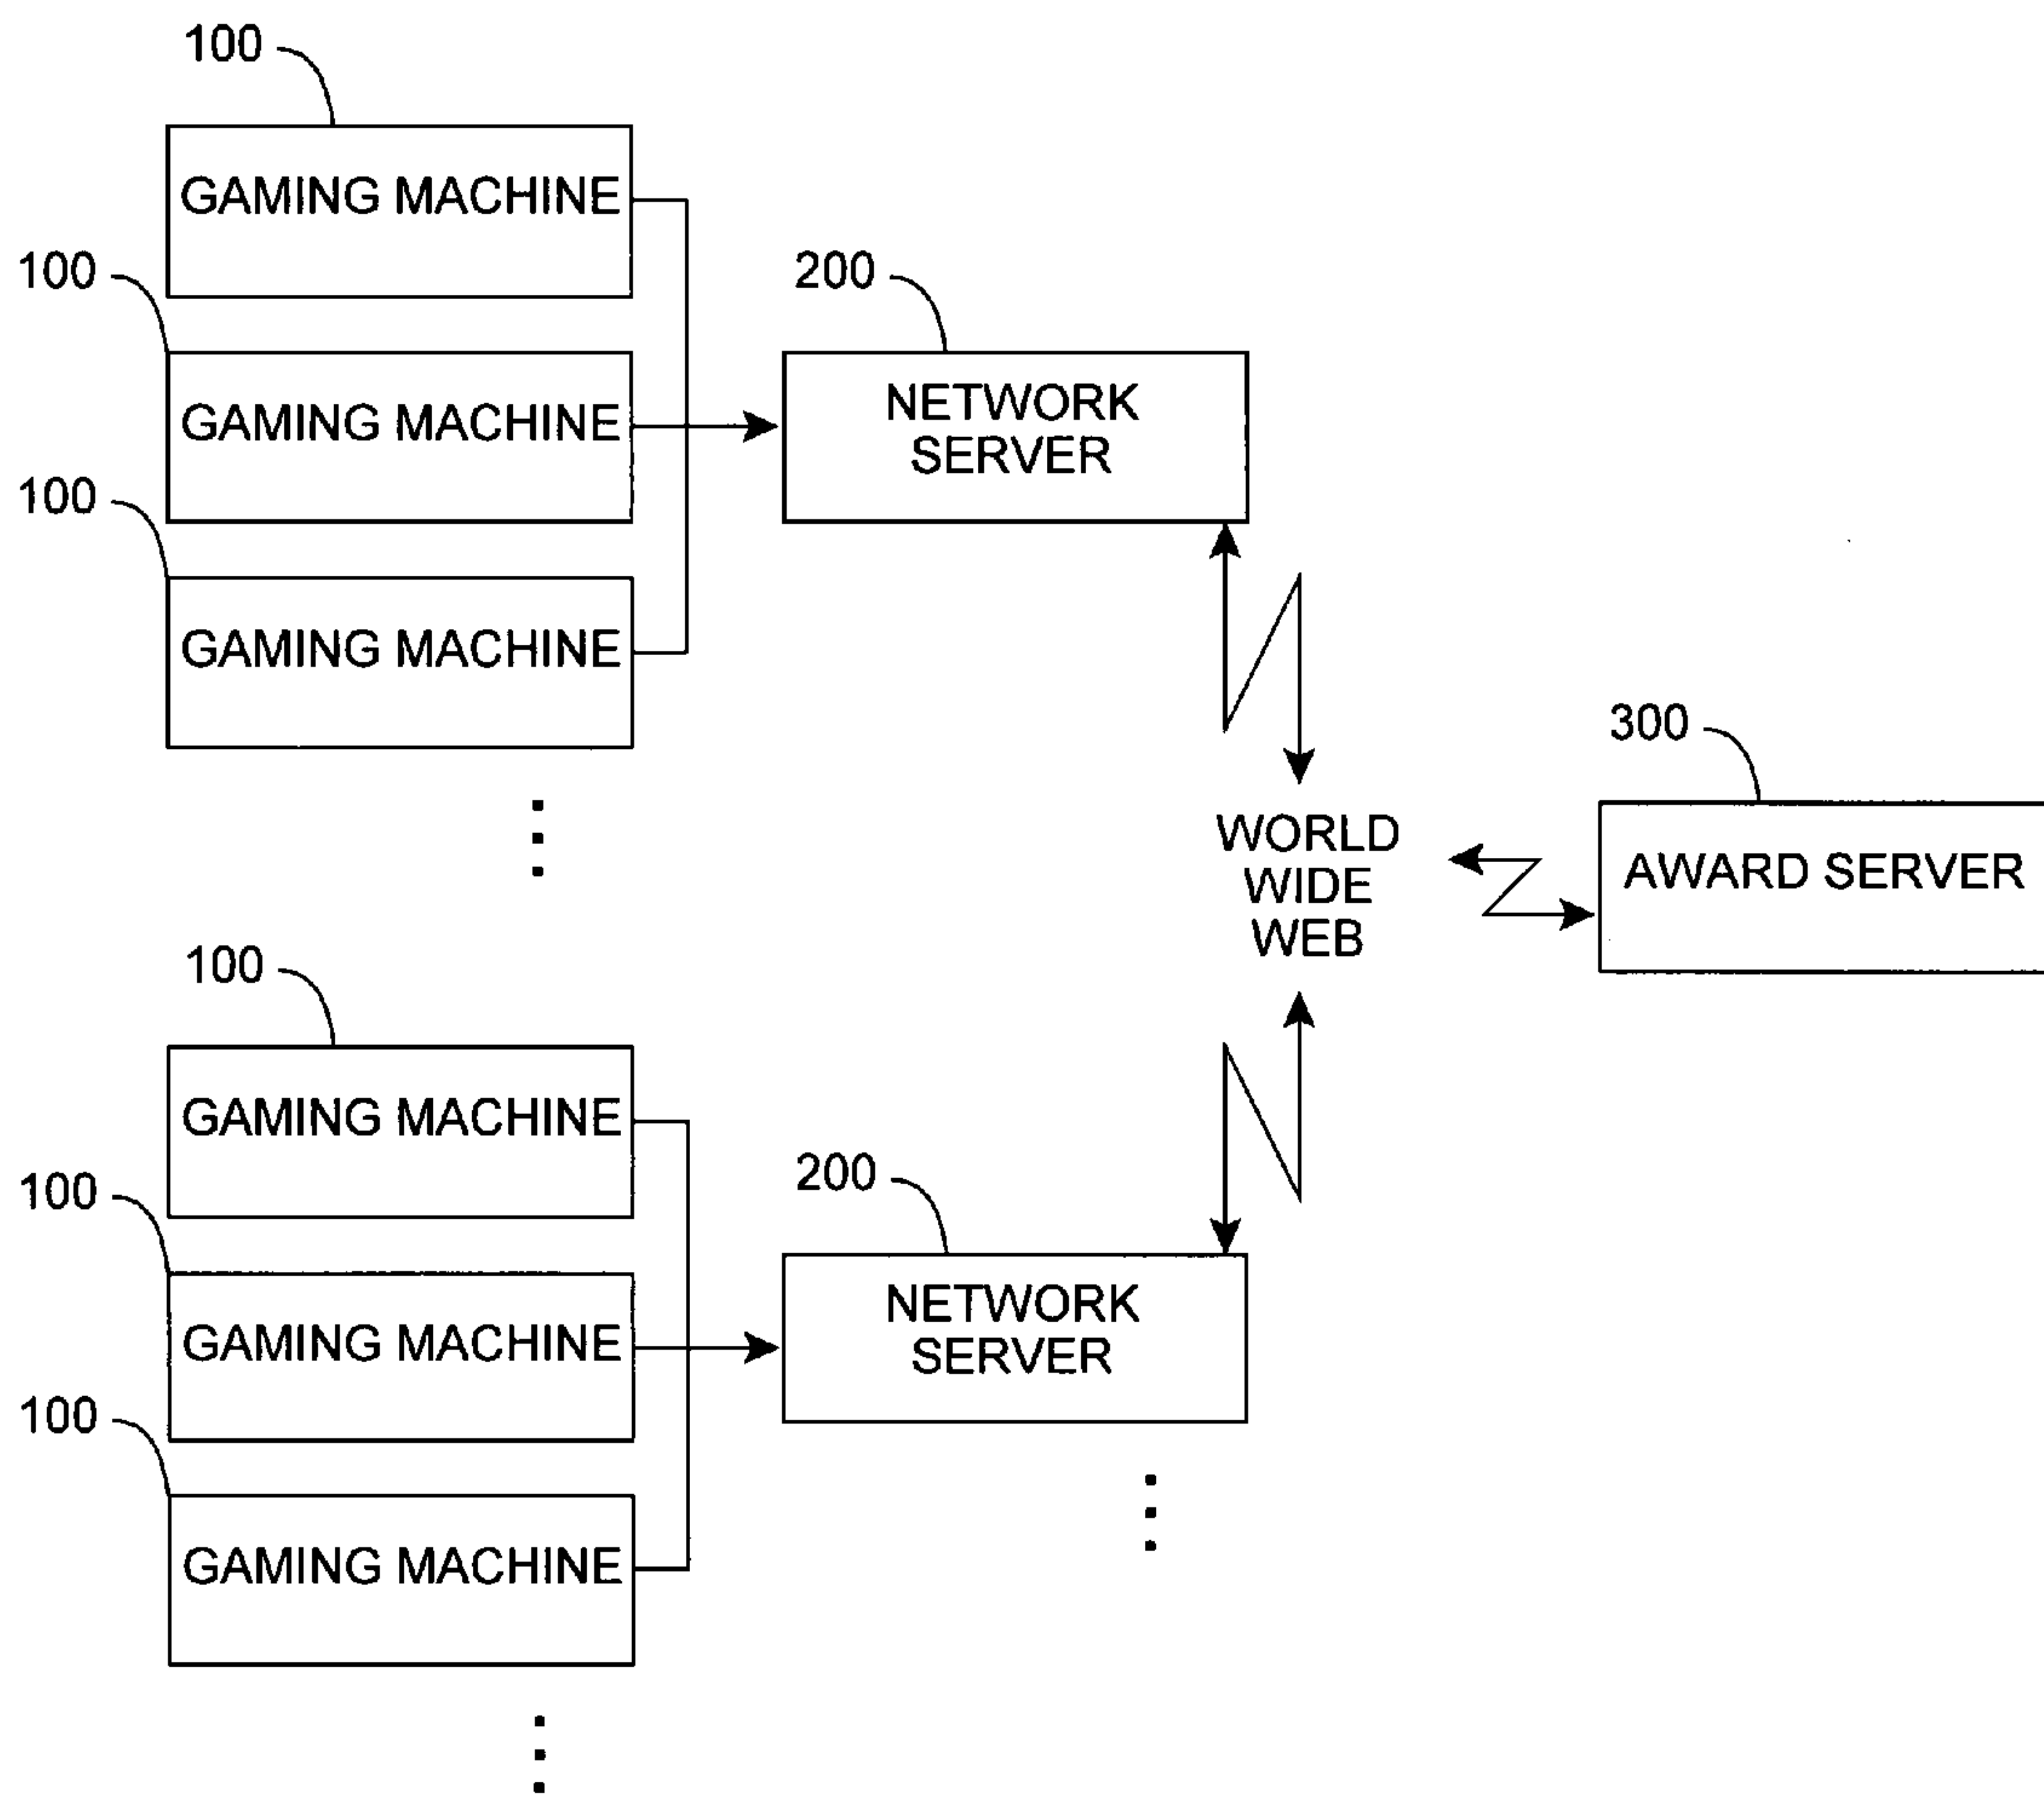 100
GAMING MACHINE
100
GAMING MACHINE
100
GAMING MACHINE
200
NETWORK
SERVER
WORLD
WIDE
WEB
300
AWARD SERVER
100
GAMING MACHINE
100
GAMING MACHINE
100
GAMING MACHINE
200
NETWORK
SERVER